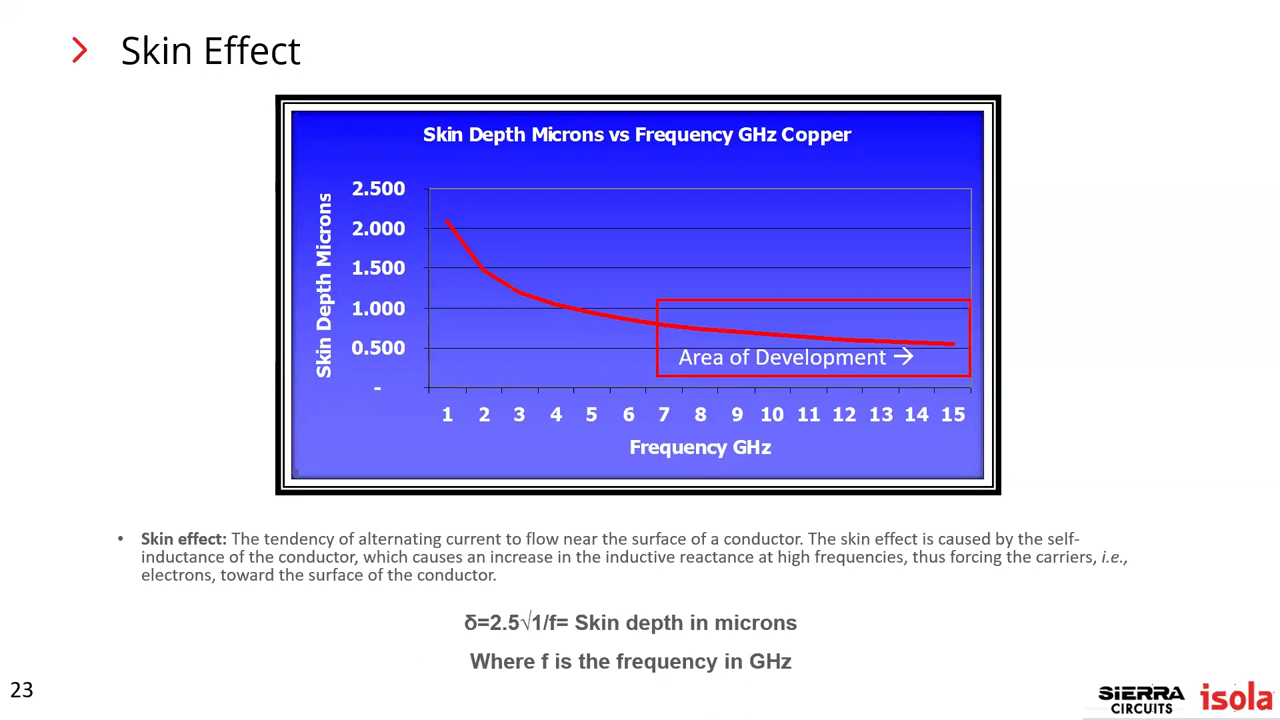 Skin Effect
Skin Depth Microns vs Frequency GHz Copper
Skin Depth Microns
2.500
2.000
1.500
1.000
0.500
-
Area of Development →
1 2 3 4 5 6 7 8 9 10 11 12 13 14 15
Frequency GHz
• Skin effect: The tendency of alternating current to flow near the surface of a conductor. The skin effect is caused by the self-
inductance of the conductor, which causes an increase in the inductive reactance at high frequencies, thus forcing the carriers, i.e.,
electrons, toward the surface of the conductor.
δ=2.5√1/f= Skin depth in microns
Where f is the frequency in GHz
23
SIERRA
CIRCUITS
isola